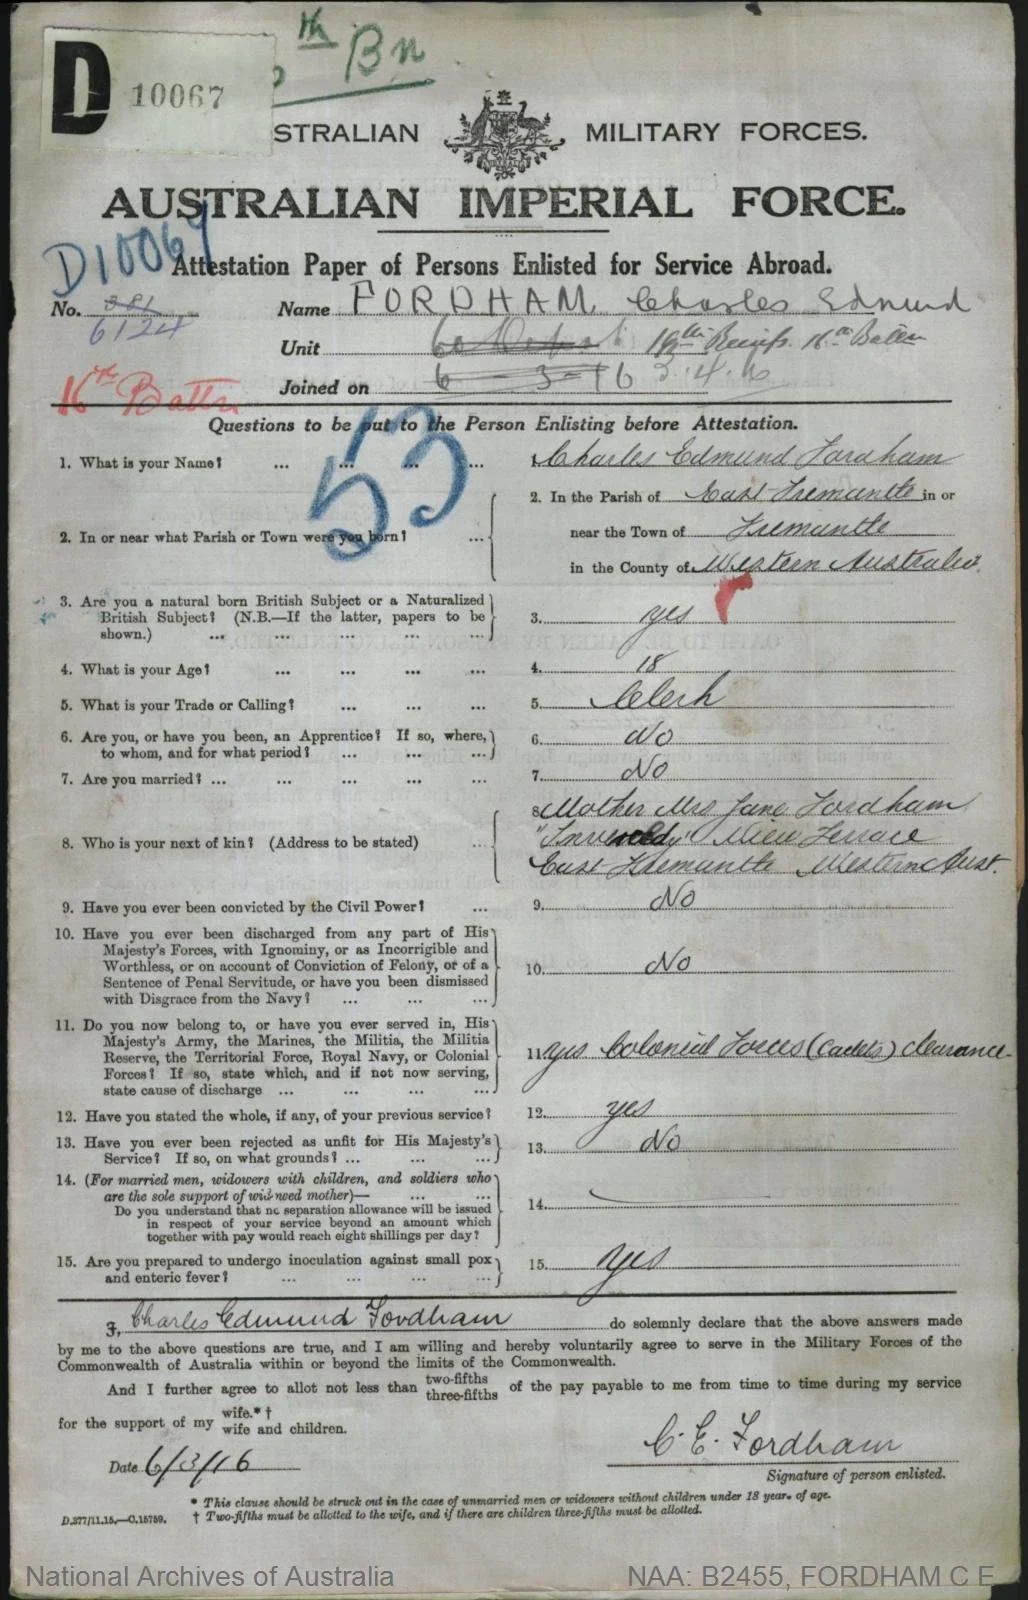 D 10067
th Bn
STRALIAN MILITARY FORCES.
AUSTRALIAN IMPERIAL FORCE.
D10067
Attestation Paper of Persons Enlisted for Service Abroad.
No. 381 Name FORDHAM Charles Edmund
6124
Unit 19th Reinfs. 16th Battn
Joined on 6-3-16 3.4.16
16th Battn
53
Questions to be put to the Person Enlisting before Attestation.
1. What is your Name? ... ... ... ... 1. Charles Edmund Fordham
2. In or near what Parish or Town were you born? ... 2. In the Parish of East Fremantle in or
near the Town of Fremantle
in the County of Western Australia
3. Are you a natural born British Subject or a Naturalized
British Subject? (N.B.—If the latter, papers to be
shown.) ... ... ... ... ... 3. yes
4. What is your Age? ... ... ... ... 4. 18
5. What is your Trade or Calling? ... ... ... 5. Clerk
6. Are you, or have you been, an Apprentice? If so, where,
to whom, and for what period? ... ... ... 6. No
7. Are you married? ... ... ... ... ... 7. No
8. Who is your next of kin? (Address to be stated) ... 8. Mother Mrs Jane Fordham
View Terrace
East Fremantle Western Aust.
9. Have you ever been convicted by the Civil Power? ... 9. No
10. Have you ever been discharged from any part of His
Majesty's Forces, with Ignominy, or as Incorrigible and
Worthless, or on account of Conviction of Felony, or of a
Sentence of Penal Servitude, or have you been dismissed
with Disgrace from the Navy? ... ... ... 10. No
11. Do you now belong to, or have you ever served in, His
Majesty's Army, the Marines, the Militia, the Militia
Reserve, the Territorial Force, Royal Navy, or Colonial
Forces? If so, state which, and if not now serving,
state cause of discharge ... ... ... ... 11. yes Colonial Forces (Cadets) clearance
12. Have you stated the whole, if any, of your previous service? 12. yes
13. Have you ever been rejected as unfit for His Majesty's
Service? If so, on what grounds? ... ... ... 13. No
14. (For married men, widowers with children, and soldiers who
are the sole support of widowed mother)— ... ...
Do you understand that no separation allowance will be issued
in respect of your service beyond an amount which
together with pay would reach eight shillings per day? 14.
15. Are you prepared to undergo inoculation against small pox
and enteric fever? ... ... ... ... 15. yes
I, Charles Edmund Fordham do solemnly declare that the above answers made
by me to the above questions are true, and I am willing and hereby voluntarily agree to serve in the Military Forces of the
Commonwealth of Australia within or beyond the limits of the Commonwealth.
And I further agree to allot not less than two-fifths three-fifths of the pay payable to me from time to time during my service
for the support of my wife.*† wife and children.
C. E. Fordham
Date 6/3/16
Signature of person enlisted.
* This clause should be struck out in the case of unmarried men or widowers without children under 18 years of age.
D.377/11.15.—C.15759. † Two-fifths must be allotted to the wife, and if there are children three-fifths must be allotted.
National Archives of Australia NAA: B2455, FORDHAM C E